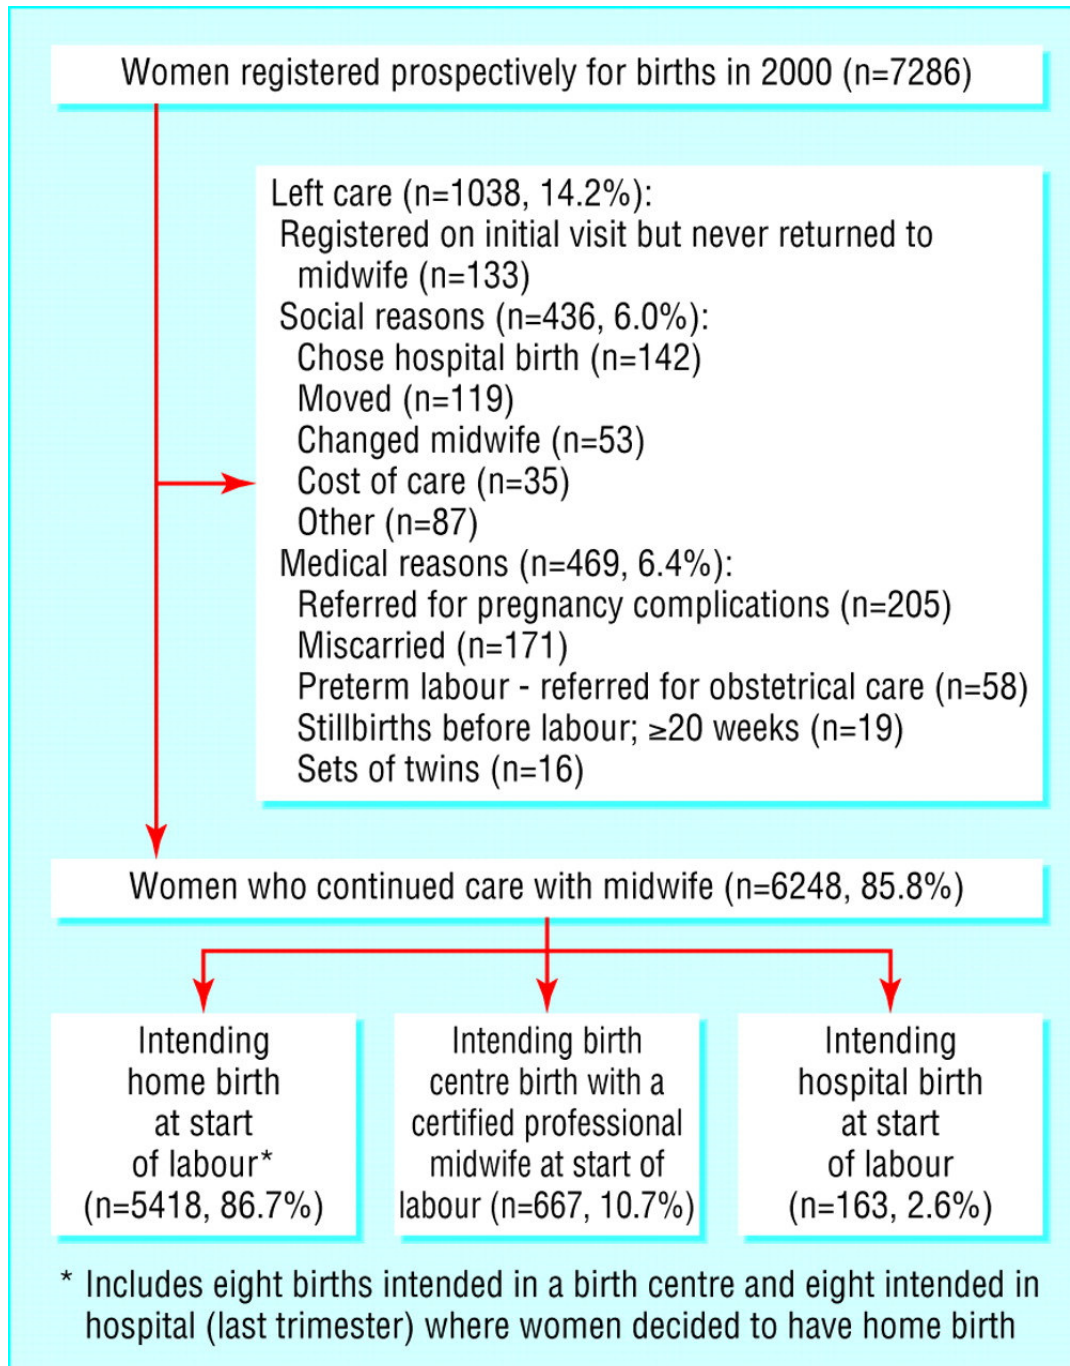 Women registered prospectively for births in 2000 (n=7286)
Left care (n=1038, 14.2%):
Registered on initial visit but never returned to
midwife (n=133)
Social reasons (n=436, 6.0%):
Chose hospital birth (n=142)
Moved (n=119)
Changed midwife (n=53)
Cost of care (n=35)
Other (n=87)
Medical reasons (n=469, 6.4%):
Referred for pregnancy complications (n=205)
Miscarried (n=171)
Preterm labour - referred for obstetrical care (n=58)
Stillbirths before labour; ≥20 weeks (n=19)
Sets of twins (n=16)
Women who continued care with midwife (n=6248, 85.8%)
Intending
home birth
at start
of labour*
(n=5418, 86.7%)
Intending birth
centre birth with a
certified professional
midwife at start of
labour (n=667, 10.7%)
Intending
hospital birth
at start
of labour
(n=163, 2.6%)
* Includes eight births intended in a birth centre and eight intended in
hospital (last trimester) where women decided to have home birth